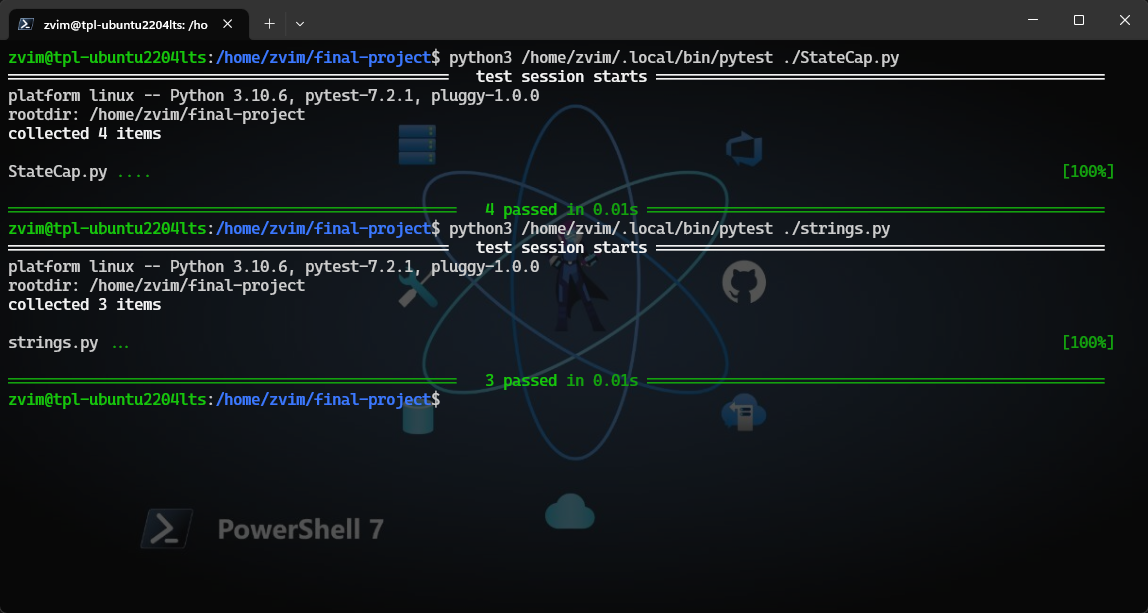 zvim@tpl-ubuntu2204lts: /ho
zvim@tpl-ubuntu2204lts:/home/zvim/final-project$ python3 /home/zvim/.local/bin/pytest ./StateCap.py
test session starts
platform linux -- Python 3.10.6, pytest-7.2.1, pluggy-1.0.0
rootdir: /home/zvim/final-project
collected 4 items
StateCap.py .... [100%]
4 passed in 0.01s
zvim@tpl-ubuntu2204lts:/home/zvim/final-project$ python3 /home/zvim/.local/bin/pytest ./strings.py
test session starts
platform linux -- Python 3.10.6, pytest-7.2.1, pluggy-1.0.0
rootdir: /home/zvim/final-project
collected 3 items
strings.py ... [100%]
3 passed in 0.01s
zvim@tpl-ubuntu2204lts:/home/zvim/final-project$
PowerShell 7